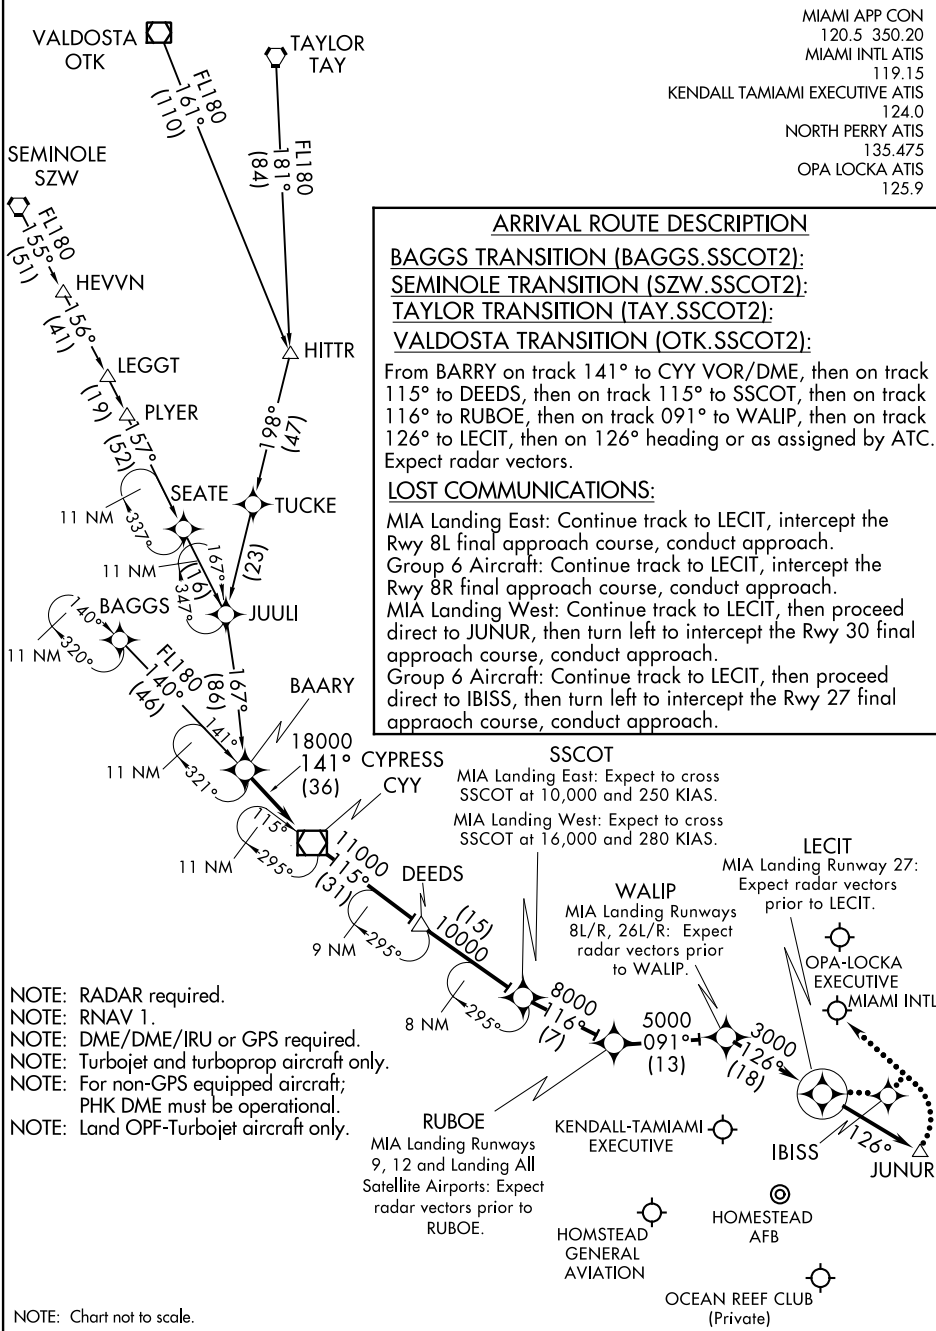 MIAMI APP CON
120.5 350.20
MIAMI INTL ATIS
119.15
KENDALL TAMIAMI EXECUTIVE ATIS
124.0
NORTH PERRY ATIS
135.475
OPA LOCKA ATIS
125.9
VALDOSTA
OTK
TAYLOR
TAY
FL180
161°
(110)
FL180
181°
(84)
SEMINOLE
SZW
FL180
155°
(51)
HEVVN
156°
(41)
LEGGT
(19)
PLYER
157°
(52)
HITTR
198°
(47)
SEATE
TUCKE
11 NM
337°
(23)
11 NM
167°
(16)
347°
JUULI
BAGGS
140°
11 NM
320°
FL180
140°
(46)
167°
(86)
BAARY
141°
11 NM
321°
18000
141°
(36)
CYPRESS
CYY
115°
11 NM
295°
11000
115°
(31)
DEEDS
9 NM
295°
(15)
10000
8 NM
295°
ARRIVAL ROUTE DESCRIPTION
BAGGS TRANSITION (BAGGS.SSCOT2):
SEMINOLE TRANSITION (SZW.SSCOT2):
TAYLOR TRANSITION (TAY.SSCOT2):
VALDOSTA TRANSITION (OTK.SSCOT2):
From BARRY on track 141° to CYY VOR/DME, then on track
115° to DEEDS, then on track 115° to SSCOT, then on track
116° to RUBOE, then on track 091° to WALIP, then on track
126° to LECIT, then on 126° heading or as assigned by ATC.
Expect radar vectors.
LOST COMMUNICATIONS:
MIA Landing East: Continue track to LECIT, intercept the
Rwy 8L final approach course, conduct approach.
Group 6 Aircraft: Continue track to LECIT, intercept the
Rwy 8R final approach course, conduct approach.
MIA Landing West: Continue track to LECIT, then proceed
direct to JUNUR, then turn left to intercept the Rwy 30 final
approach course, conduct approach.
Group 6 Aircraft: Continue track to LECIT, then proceed
direct to IBISS, then turn left to intercept the Rwy 27 final
appraoch course, conduct approach.
SSCOT
MIA Landing East: Expect to cross
SSCOT at 10,000 and 250 KIAS.
MIA Landing West: Expect to cross
SSCOT at 16,000 and 280 KIAS.
LECIT
MIA Landing Runway 27:
Expect radar vectors
prior to LECIT.
WALIP
MIA Landing Runways
8L/R, 26L/R: Expect
radar vectors prior
to WALIP.
OPA-LOCKA
EXECUTIVE
MIAMI INTL
8000
116°
(7)
5000
091°
(13)
3000
126°
(18)
126°
IBISS
JUNUR
RUBOE
MIA Landing Runways
9, 12 and Landing All
Satellite Airports: Expect
radar vectors prior to
RUBOE.
KENDALL-TAMIAMI
EXECUTIVE
HOMESTEAD
AFB
HOMSTEAD
GENERAL
AVIATION
OCEAN REEF CLUB
(Private)
NOTE: RADAR required.
NOTE: RNAV 1.
NOTE: DME/DME/IRU or GPS required.
NOTE: Turbojet and turboprop aircraft only.
NOTE: For non-GPS equipped aircraft;
PHK DME must be operational.
NOTE: Land OPF-Turbojet aircraft only.
NOTE: Chart not to scale.